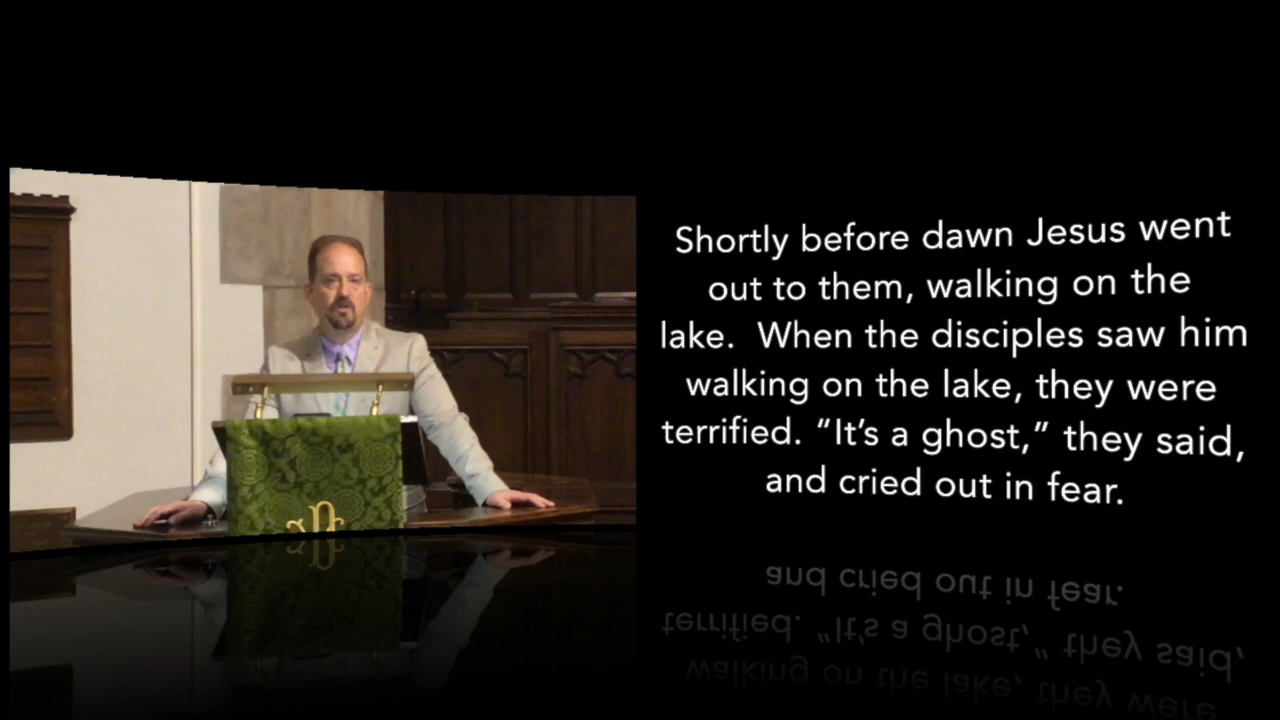 Shortly before dawn Jesus went
out to them, walking on the
lake.  When the disciples saw him
walking on the lake, they were
terrified. “It’s a ghost,” they said,
and cried out in fear.